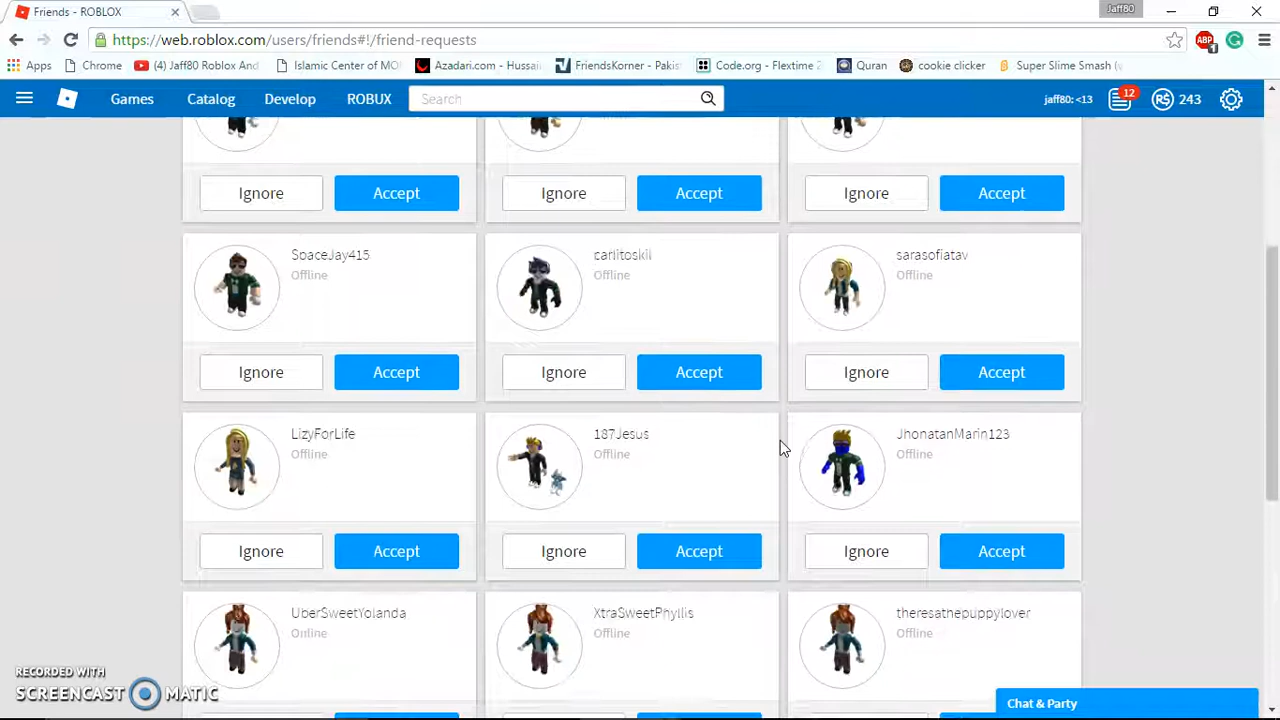 Friends - ROBLOX
Jaff80
https://web.roblox.com/users/friends#!/friend-requests
ABP 1 G
Apps Chrome (4) Jaff80 Roblox And Islamic Center of MO Azadari.com - Hussai FriendsKorner - Pakis Code.org - Flextime 2 Quran cookie clicker Super Slime Smash (v
Games Catalog Develop ROBUX Search jaff80: <13 12 R$ 243
Ignore Accept Ignore Accept Ignore Accept
SpaceJay415 carlitoskil sarasofiatav
Offline Offline Offline
Ignore Accept Ignore Accept Ignore Accept
LizyForLife 187Jesus JhonatanMarin123
Offline Offline Offline
Ignore Accept Ignore Accept Ignore Accept
UberSweetYolanda XtraSweetPhyllis theresathepuppylover
Offline Offline Offline
RECORDED WITH
SCREENCAST MATIC
Chat & Party